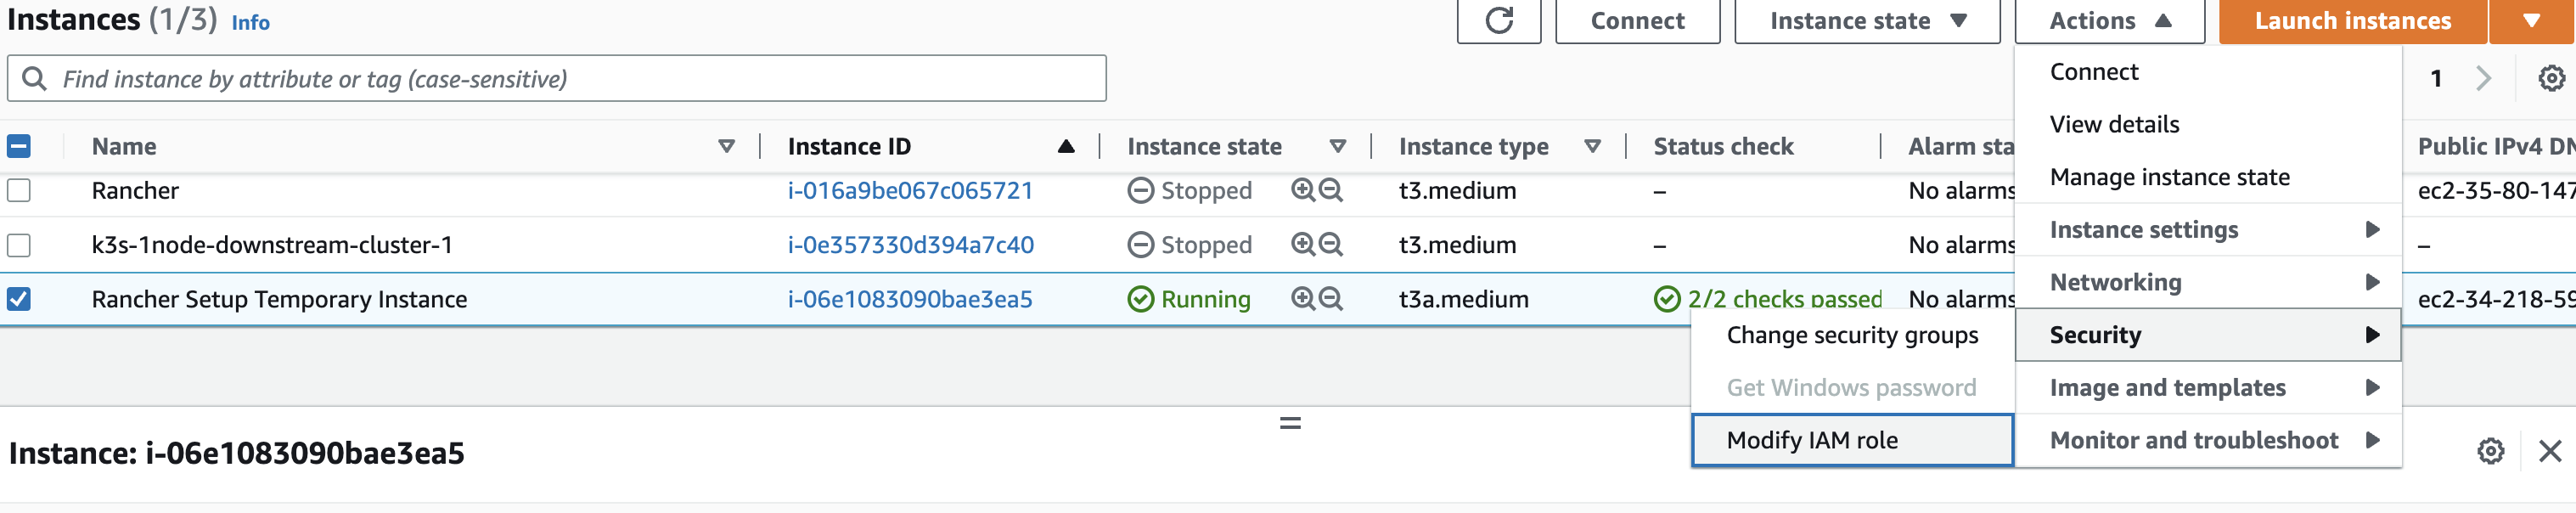 Instances (1/3) Info
Connect
Instance state
Actions
Launch instances
Find instance by attribute or tag (case-sensitive)
1
Name Instance ID Instance state Instance type Status check Alarm sta Public IPv4 DN
Rancher i-016a9be067c065721 Stopped t3.medium – No alarms ec2-35-80-147
k3s-1node-downstream-cluster-1 i-0e357330d394a7c40 Stopped t3.medium – No alarms –
Rancher Setup Temporary Instance i-06e1083090bae3ea5 Running t3a.medium 2/2 checks passed No alarms ec2-34-218-59
Connect
View details
Manage instance state
Instance settings
Networking
Security
Image and templates
Monitor and troubleshoot
Change security groups
Get Windows password
Modify IAM role
Instance: i-06e1083090bae3ea5